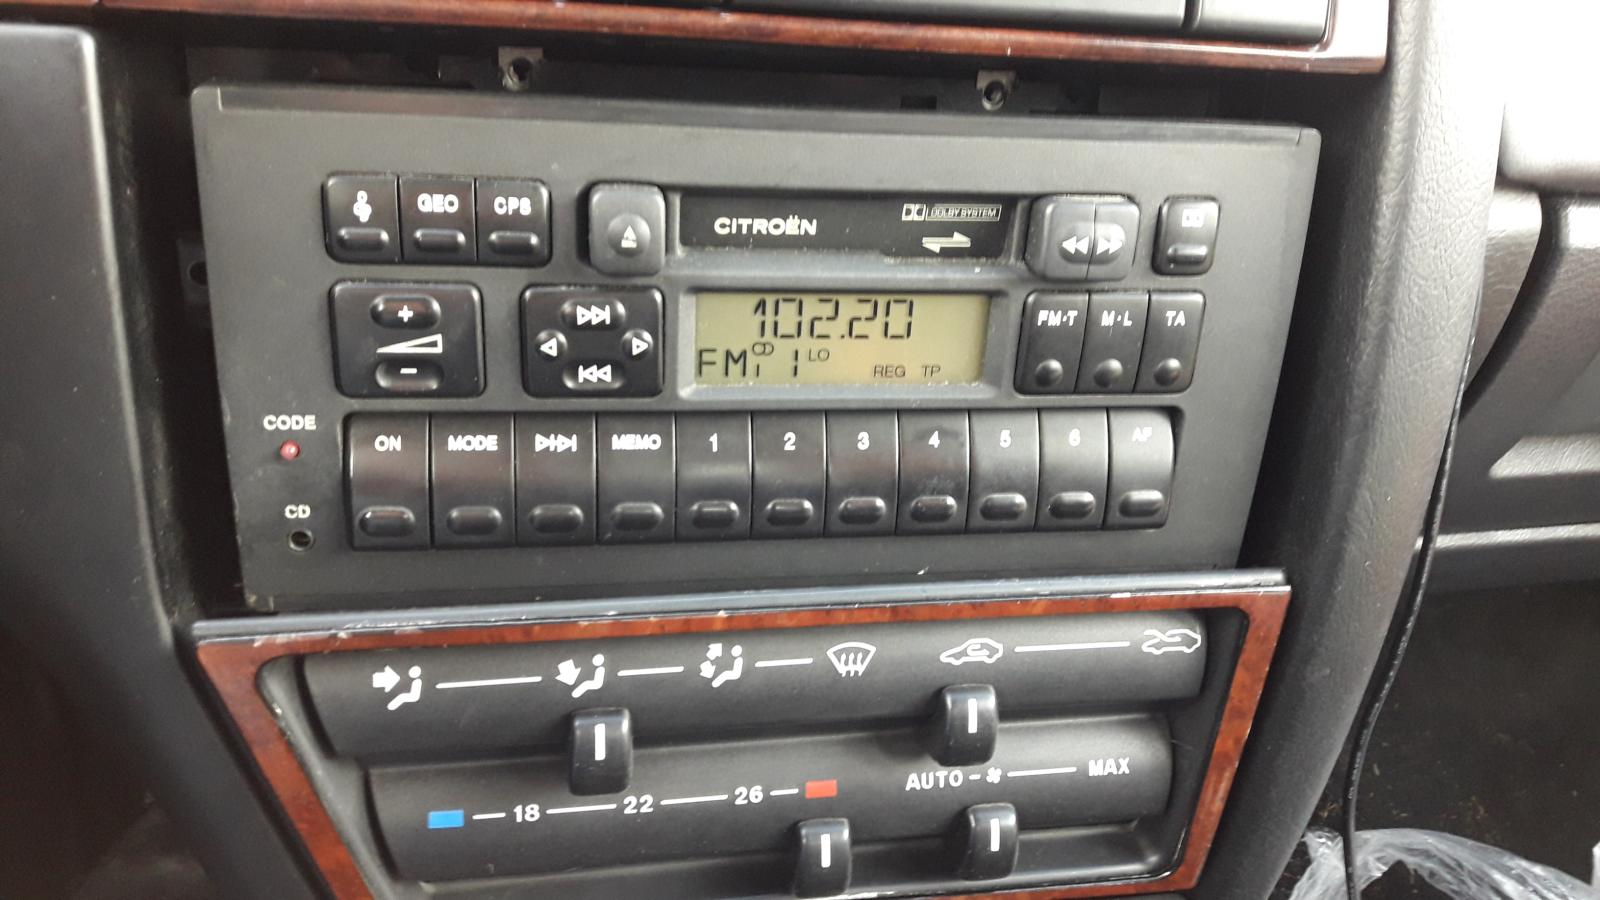 GEO CPS
CITROËN
DOLBY SYSTEM
102.20
FM 1 LO
REG TP
FM·T M·L TA
CODE
ON MODE MEMO 1 2 3 4 5 6 AF
CD
AUTO MAX
18 22 26